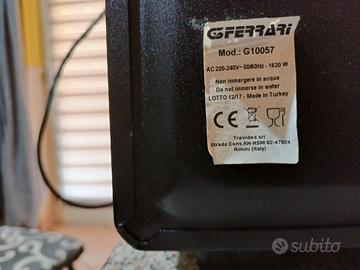 G3FERRARI
Mod.: G10057
AC 220-240V~ 50/60Hz - 1620 W
Non immergere in acqua
Do not immerse in water
LOTTO 12/17 - Made in Turkey
CE
Trevidea srl
Strada Cons.RN-RSM 62-47924
Rimini (Italy)
subito